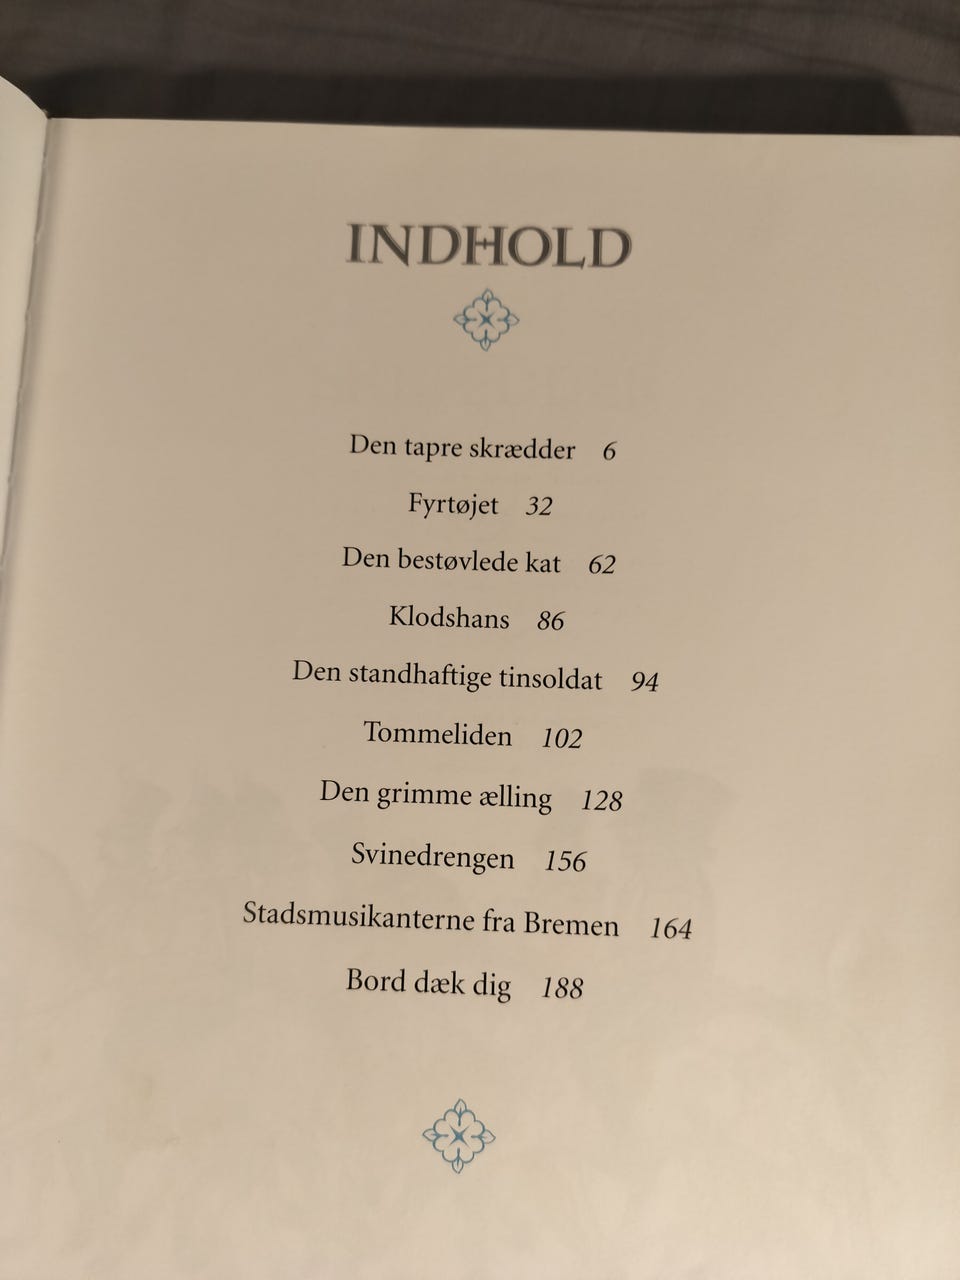 INDHOLD
Den tapre skrædder 6
Fyrtøjet 32
Den bestøvlede kat 62
Klodshans 86
Den standhaftige tinsoldat 94
Tommeliden 102
Den grimme ælling 128
Svinedrengen 156
Stadsmusikanterne fra Bremen 164
Bord dæk dig 188